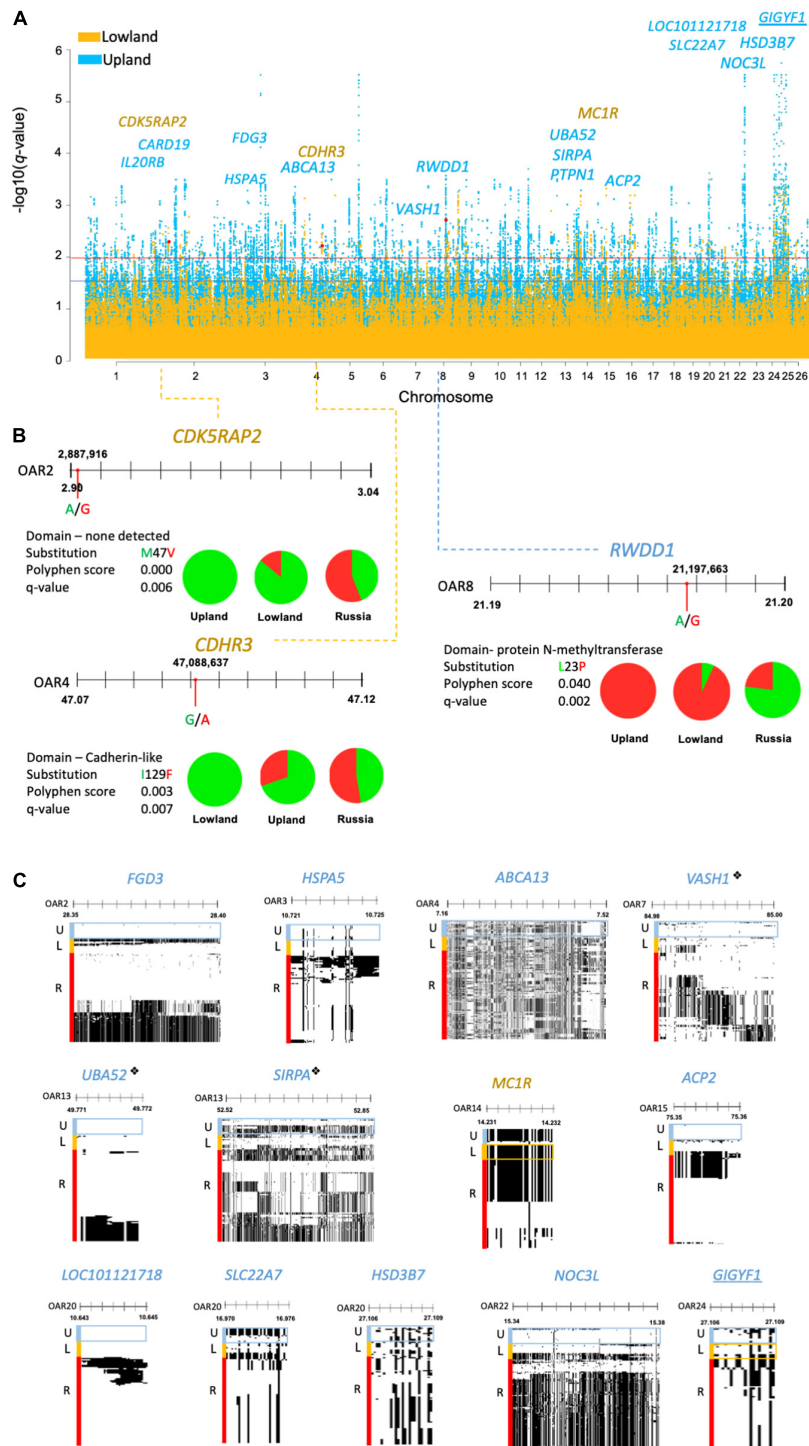 A
Lowland
Upland
GIGYF1
LOC101121718
SLC22A7
HSD3B7
NOC3L
MC1R
UBA52
SIRPA
PTPN1
ACP2
CDK5RAP2
CARD19
IL20RB
FDG3
HSPA5
CDHR3
ABCA13
RWDD1
VASH1
-log10(q-value)
6
5
4
3
2
1
0
1 2 3 4 5 6 7 8 9 10 11 12 13 14 15 16 18 19 20 21 22 23 24 25 26
Chromosome
B
CDK5RAP2
2,887,916
OAR2
2.90 3.04
A/G
Domain – none detected
Substitution M47V
Polyphen score 0.000
q-value 0.006
Upland Lowland Russia
CDHR3
47,088,637
OAR4
47.07 47.12
G/A
Domain – Cadherin-like
Substitution I129F
Polyphen score 0.003
q-value 0.007
Lowland Upland Russia
RWDD1
21,197,663
OAR8
21.19 21.20
A/G
Domain- protein N-methyltransferase
Substitution L23P
Polyphen score 0.040
q-value 0.002
Upland Lowland Russia
C
FGD3 HSPA5 ABCA13 VASH1 ❖
OAR2 OAR3 OAR4 OAR7
28.35 28.40 10.721 10.725 7.16 7.52 84.98 85.00
U U U U
L L L L
R R R R
UBA52 ❖ SIRPA ❖ MC1R ACP2
OAR13 OAR13 OAR14 OAR15
49.771 49.772 52.52 52.85 14.231 14.232 75.35 75.36
U U U U
L L L L
R R R R
LOC101121718 SLC22A7 HSD3B7 NOC3L GIGYF1
OAR20 OAR20 OAR20 OAR22 OAR24
10.643 10.645 16.970 16.976 27.106 27.109 15.34 15.38 27.106 27.109
U U U U U
L L L L L
R R R R R